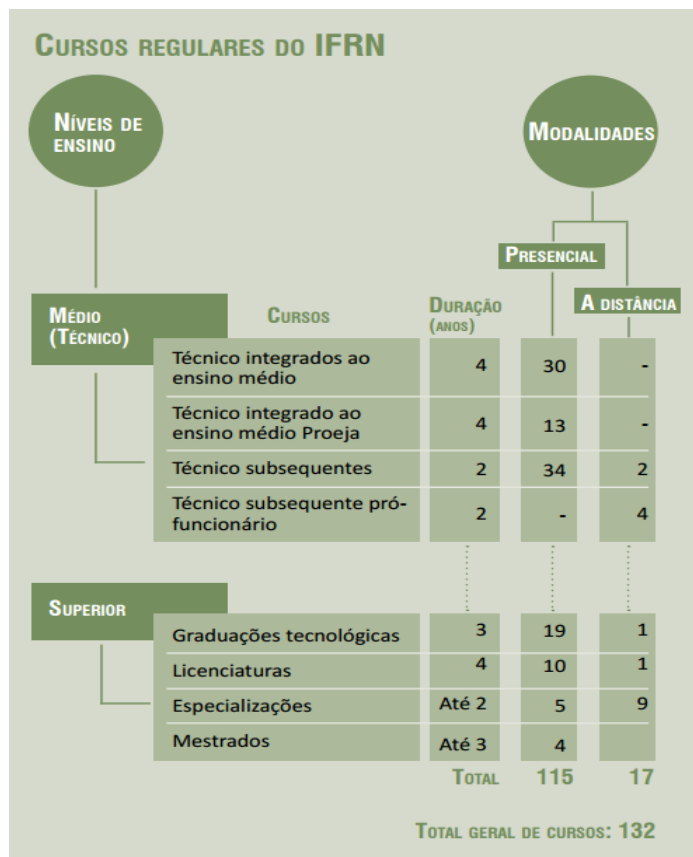 CURSOS REGULARES DO IFRN
NÍVEIS DE
ENSINO
MODALIDADES
PRESENCIAL
A DISTÂNCIA
MÉDIO
(TÉCNICO)
CURSOS
DURAÇÃO
(ANOS)
Técnico integrados ao
ensino médio
4 30 -
Técnico integrado ao
ensino médio Proeja
4 13 -
Técnico subsequentes 2 34 2
Técnico subsequente pró-
funcionário
2 - 4
SUPERIOR
Graduações tecnológicas 3 19 1
Licenciaturas 4 10 1
Especializações Até 2 5 9
Mestrados Até 3 4
TOTAL 115 17
TOTAL GERAL DE CURSOS: 132